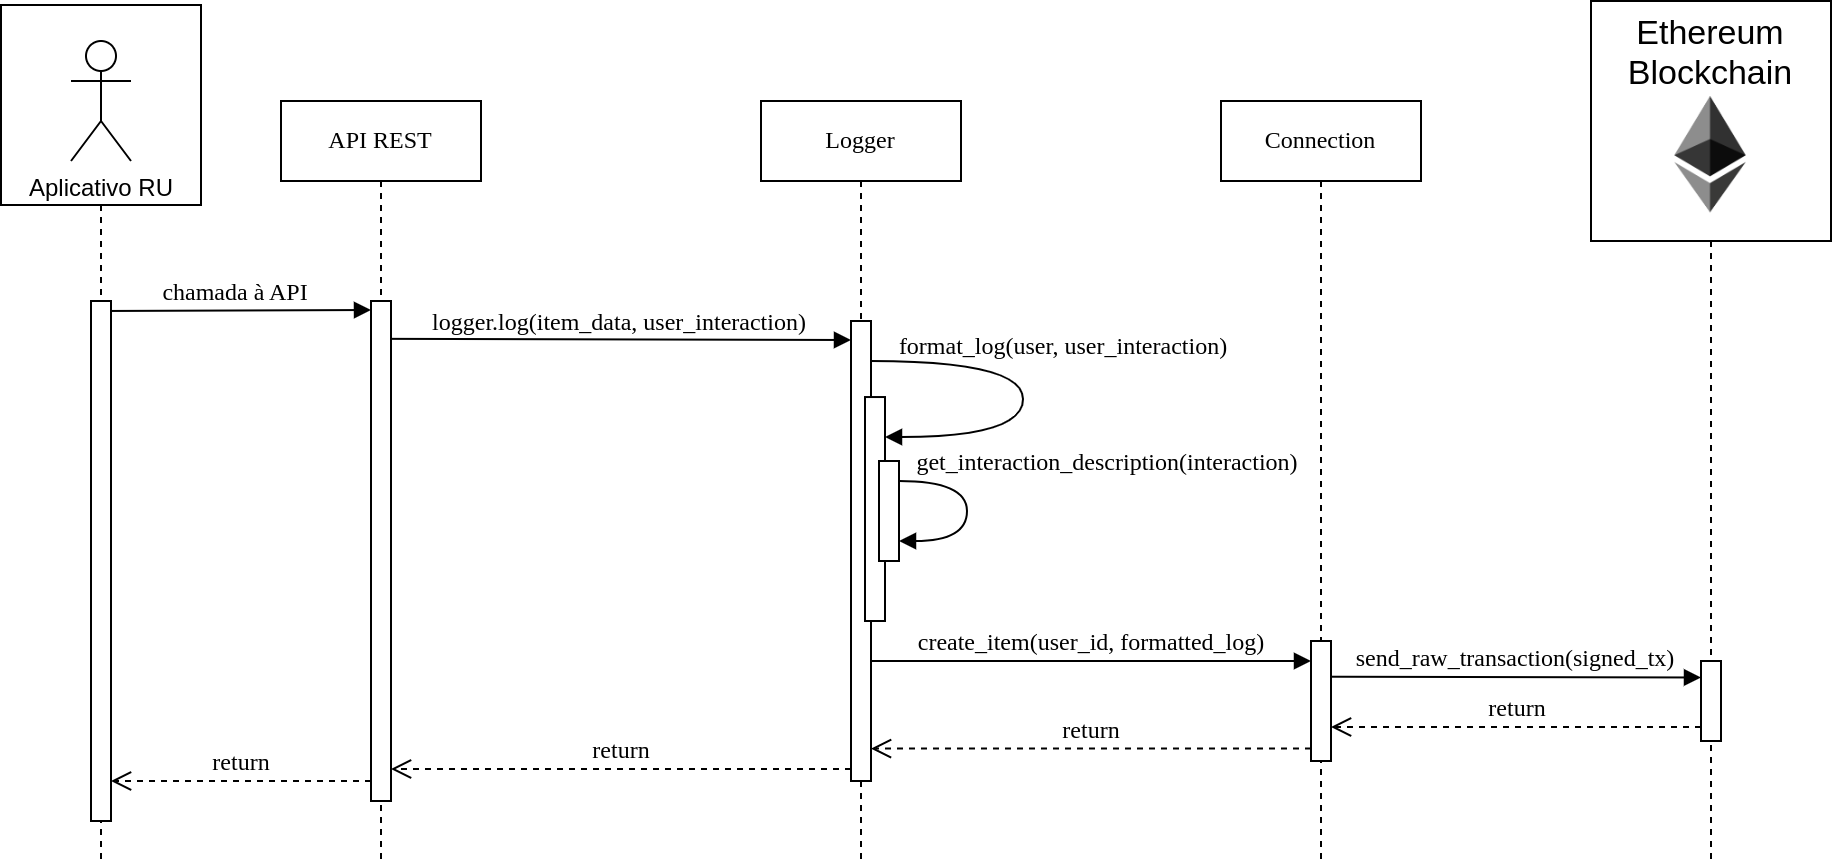 Ethereum
Blockchain
API REST
Logger
Connection
Aplicativo RU
chamada à API
logger.log(item_data, user_interaction)
format_log(user, user_interaction)
get_interaction_description(interaction)
create_item(user_id, formatted_log)
send_raw_transaction(signed_tx)
return
return
return
return